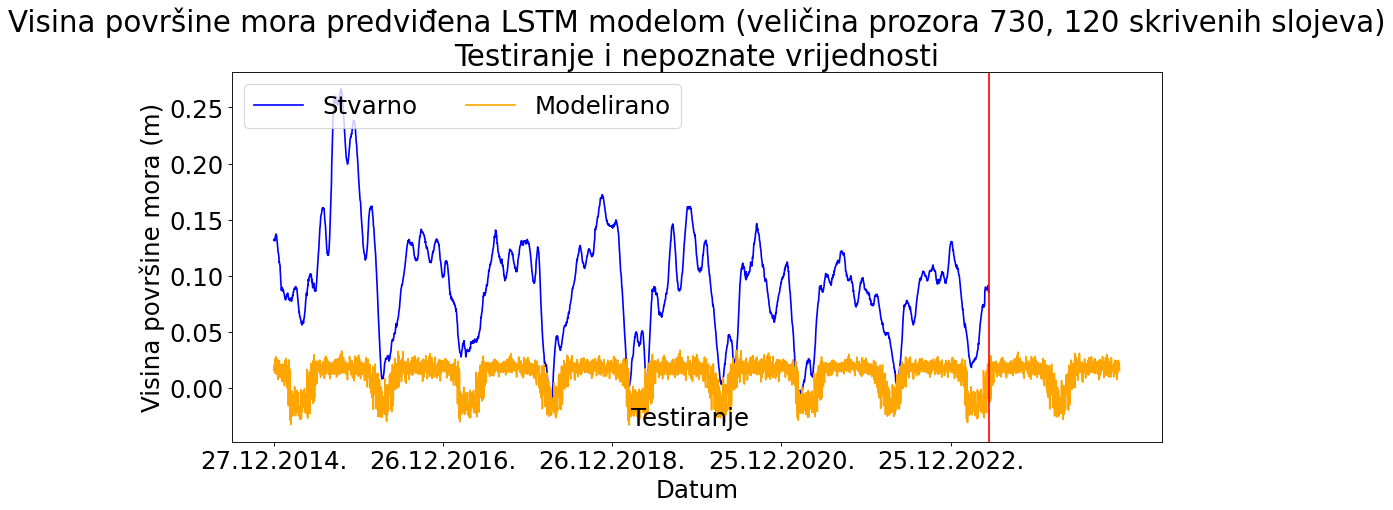 Visina površine mora predviđena LSTM modelom (veličina prozora 730, 120 skrivenih slojeva)
Testiranje i nepoznate vrijednosti
Stvarno
Modelirano
Visina površine mora (m)
0.25
0.20
0.15
0.10
0.05
0.00
Testiranje
27.12.2014.
26.12.2016.
26.12.2018.
25.12.2020.
25.12.2022.
Datum